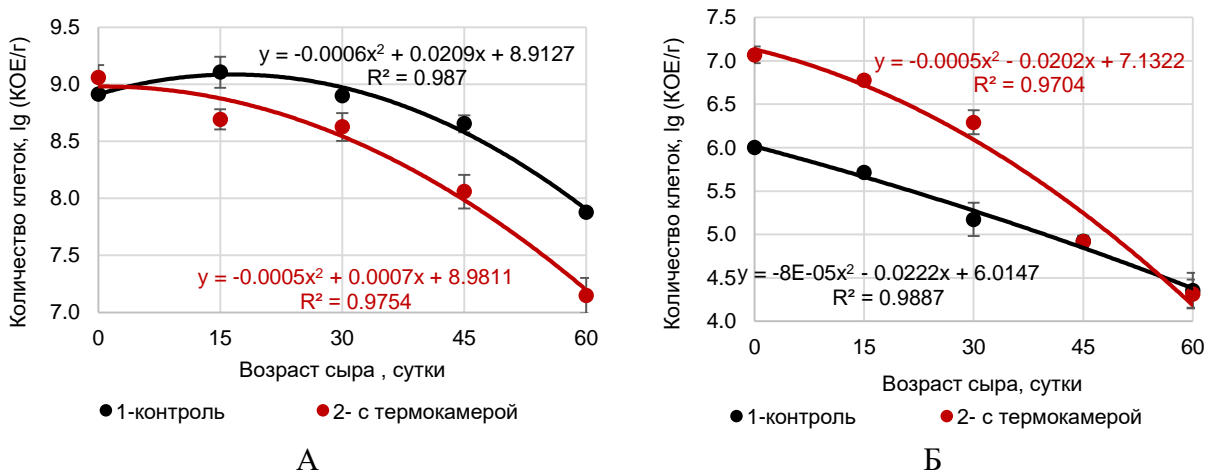 А
Количество клеток, lg (КОЕ/г)
9.5
9.0
8.5
8.0
7.5
7.0
y = -0.0006x² + 0.0209x + 8.9127
R² = 0.987
y = -0.0005x² + 0.0007x + 8.9811
R² = 0.9754
0 15 30 45 60
Возраст сыра , сутки
1-контроль 2- с термокамерой
А
Б
Количество клеток, lg (КОЕ/г)
7.5
7.0
6.5
6.0
5.5
5.0
4.5
4.0
y = -0.0005x² - 0.0202x + 7.1322
R² = 0.9704
y = -8E-05x² - 0.0222x + 6.0147
R² = 0.9887
0 15 30 45 60
Возраст сыра, сутки
1-контроль 2- с термокамерой
Б